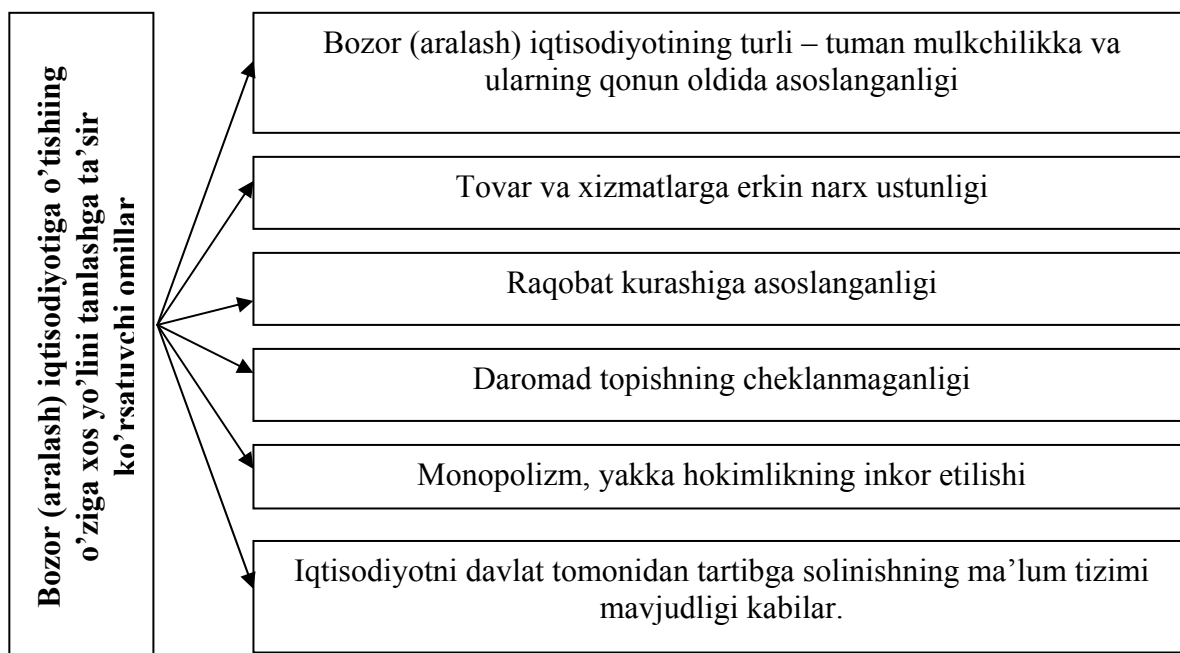 Bozor (aralash) iqtisodiyotiga o’tishiing
o’ziga xos yo’lini tanlashga ta’sir
ko’rsatuvchi omillar
Bozor (aralash) iqtisodiyotining turli – tuman mulkchilikka va
ularning qonun oldida asoslanganligi
Tovar va xizmatlarga erkin narx ustunligi
Raqobat kurashiga asoslanganligi
Daromad topishning cheklanmaganligi
Monopolizm, yakka hokimlikning inkor etilishi
Iqtisodiyotni davlat tomonidan tartibga solinishning ma’lum tizimi
mavjudligi kabilar.